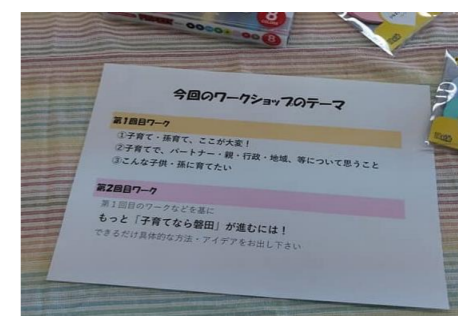 今回のワークショップのテーマ
第1回目ワーク
①子育て・孫育て、ここが大変！
②子育てで、パートナー・親・行政・地域、等について思うこと
③こんな子供・孫に育てたい
第2回目ワーク
第1回目のワークなどを基に
もっと「子育てなら磐田」が進むには！
できるだけ具体的な方法・アイデアをお出し下さい
8
8